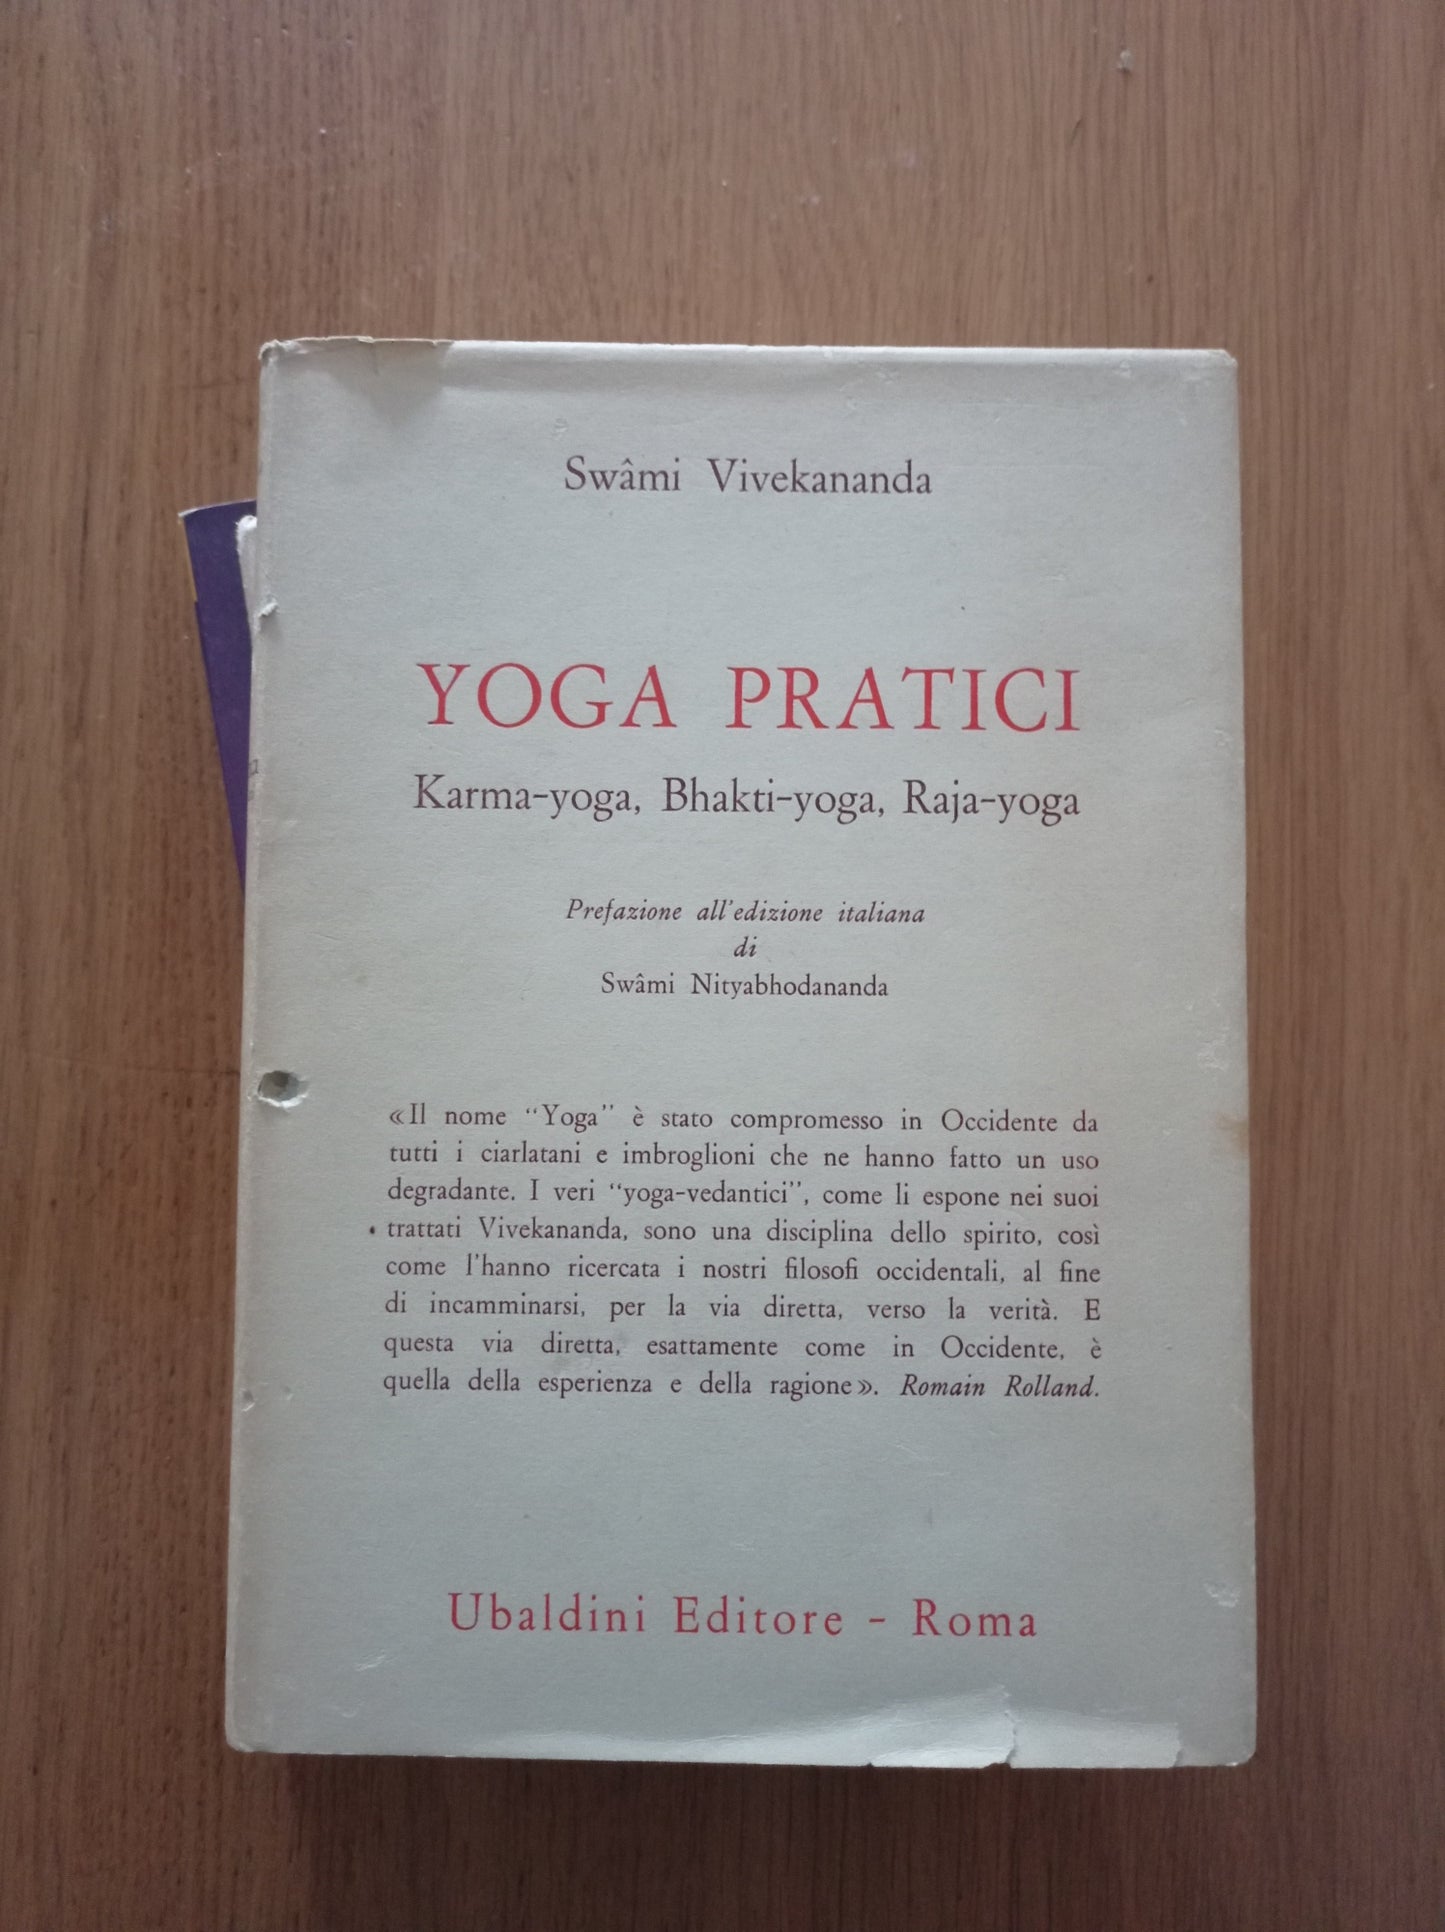 Swâmi Vivekananda
YOGA PRATICI
Karma-yoga, Bhakti-yoga, Raja-yoga
Prefazione all'edizione italiana
di
Swâmi Nityabhodananda
«Il nome “Yoga” è stato compromesso in Occidente da
tutti i ciarlatani e imbroglioni che ne hanno fatto un uso
degradante. I veri “yoga-vedantici”, come li espone nei suoi
trattati Vivekananda, sono una disciplina dello spirito, così
come l'hanno ricercata i nostri filosofi occidentali, al fine
di incamminarsi, per la via diretta, verso la verità. E
questa via diretta, esattamente come in Occidente, è
quella della esperienza e della ragione». Romain Rolland.
Ubaldini Editore - Roma